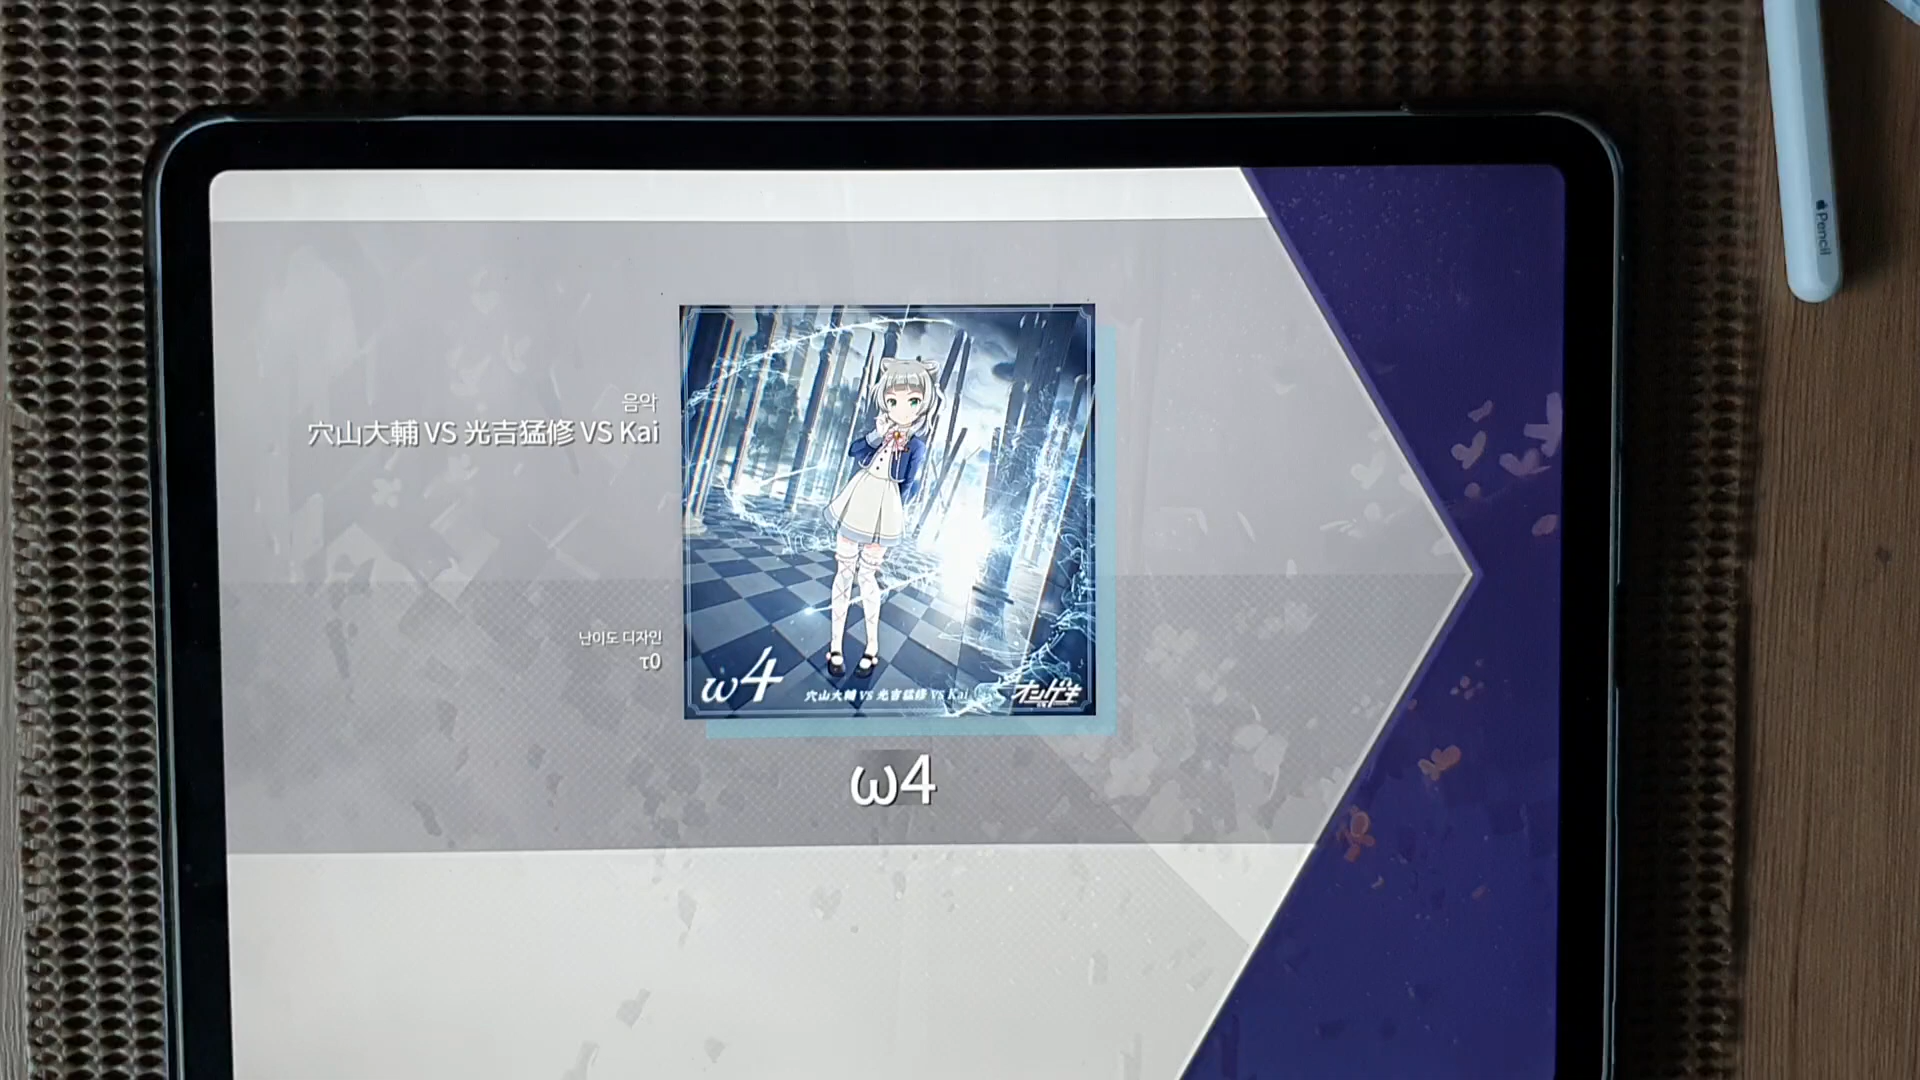 음악
穴山大輔 VS 光吉猛修 VS Kai
난이도 디자인
τ0
ω4
穴山大輔 VS 光吉猛修 VS Kai
オンゲキ
ω4
Pencil